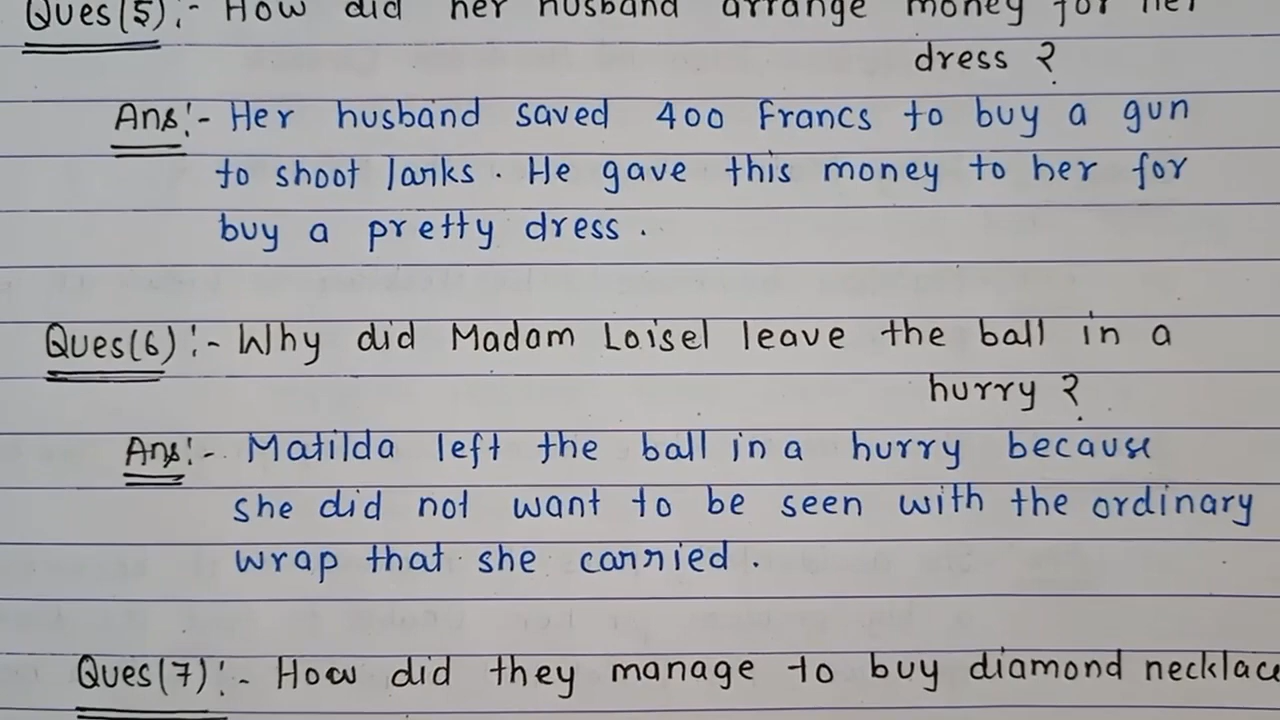 Ques(5):- How did her husband arrange money for her
dress ?
Ans:- Her husband saved 400 Francs to buy a gun
to shoot larks. He gave this money to her for
buy a pretty dress.
Ques(6):- Why did Madam Loisel leave the ball in a
hurry ?
Ans:- Matilda left the ball in a hurry because
she did not want to be seen with the ordinary
wrap that she carried.
Ques(7):- How did they manage to buy diamond necklace